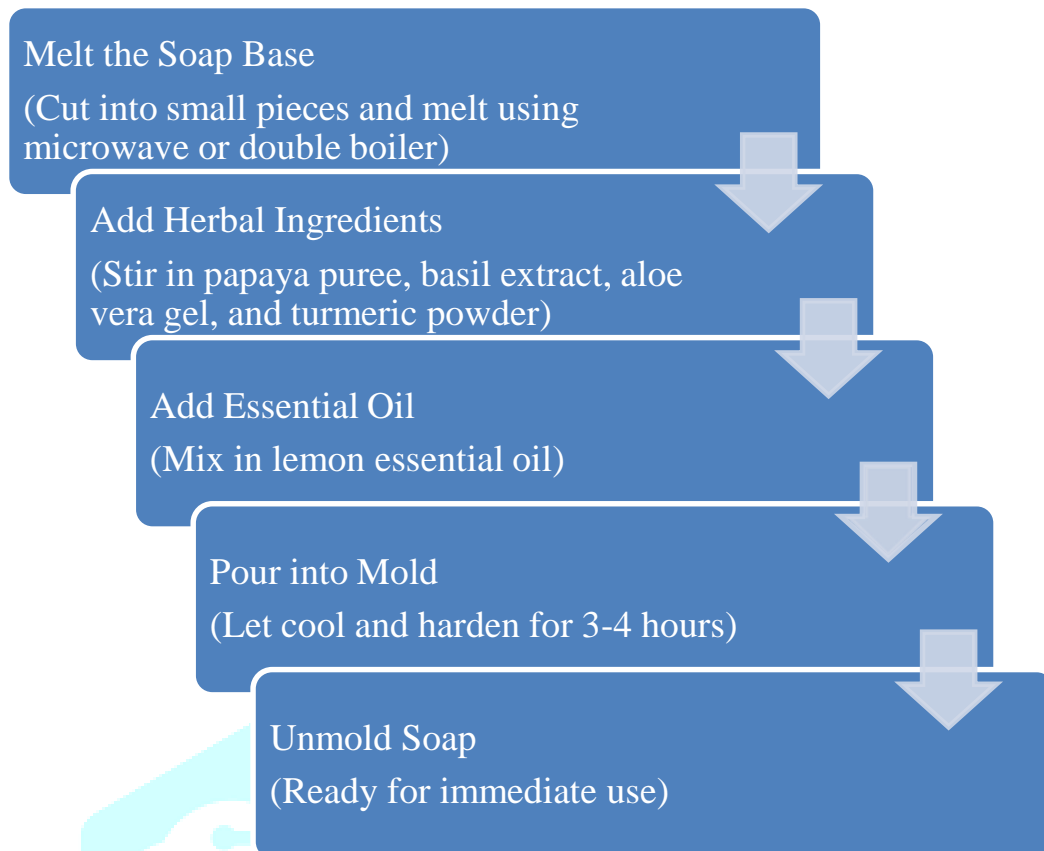 Melt the Soap Base
(Cut into small pieces and melt using
microwave or double boiler)
Add Herbal Ingredients
(Stir in papaya puree, basil extract, aloe
vera gel, and turmeric powder)
Add Essential Oil
(Mix in lemon essential oil)
Pour into Mold
(Let cool and harden for 3-4 hours)
Unmold Soap
(Ready for immediate use)